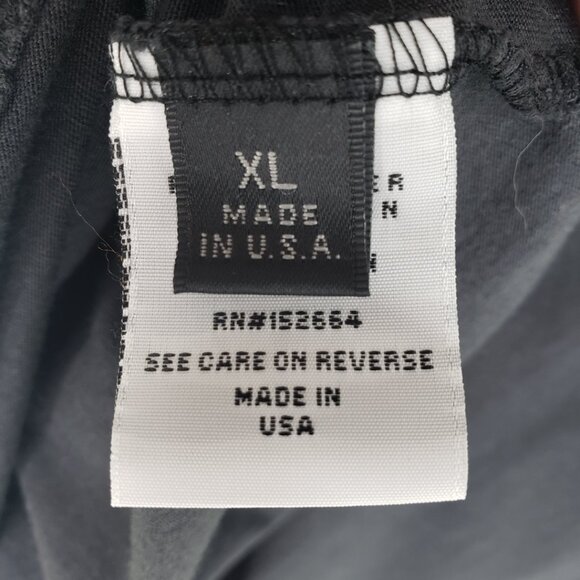 XL
MADE
IN U.S.A.
RN#152664
SEE CARE ON REVERSE
MADE IN
USA